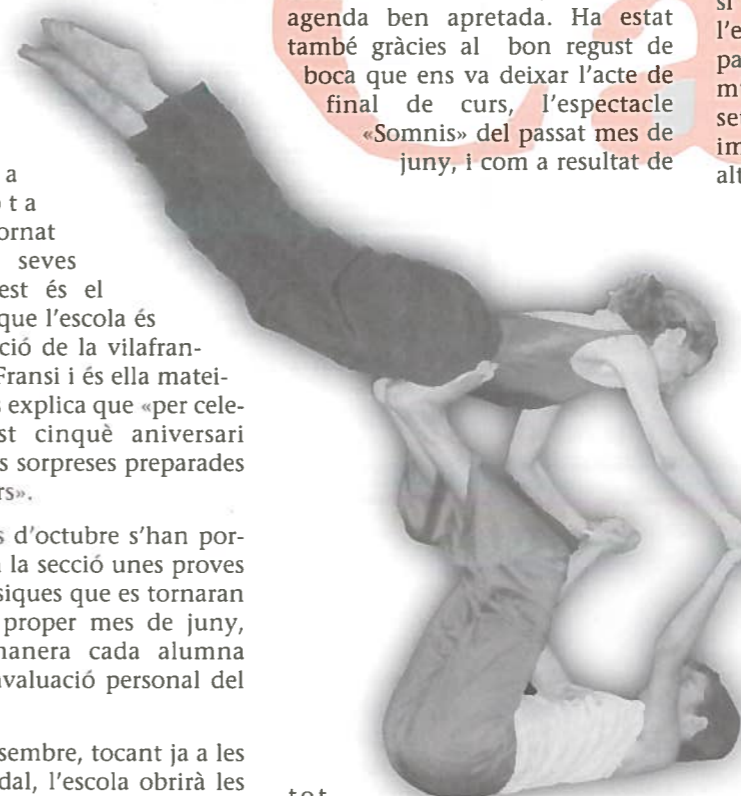 a
t a
ornat
seves
est és el
que l'escola és
ció de la vilafran-
Fransi i és ella matei-
s explica que «per cele-
st cinquè aniversari
s sorpreses preparades
rs».
s d'octubre s'han por-
a la secció unes proves
siques que es tornaran
proper mes de juny,
manera cada alumna
avaluació personal del
sembre, tocant ja a les
dal, l'escola obrirà les
agenda ben apretada. Ha estat
també gràcies al bon regust de
boca que ens va deixar l'acte de
final de curs, l'espectacle
«Somnis» del passat mes de
juny, i com a resultat de
tot
si
l'e
pa
im
alt